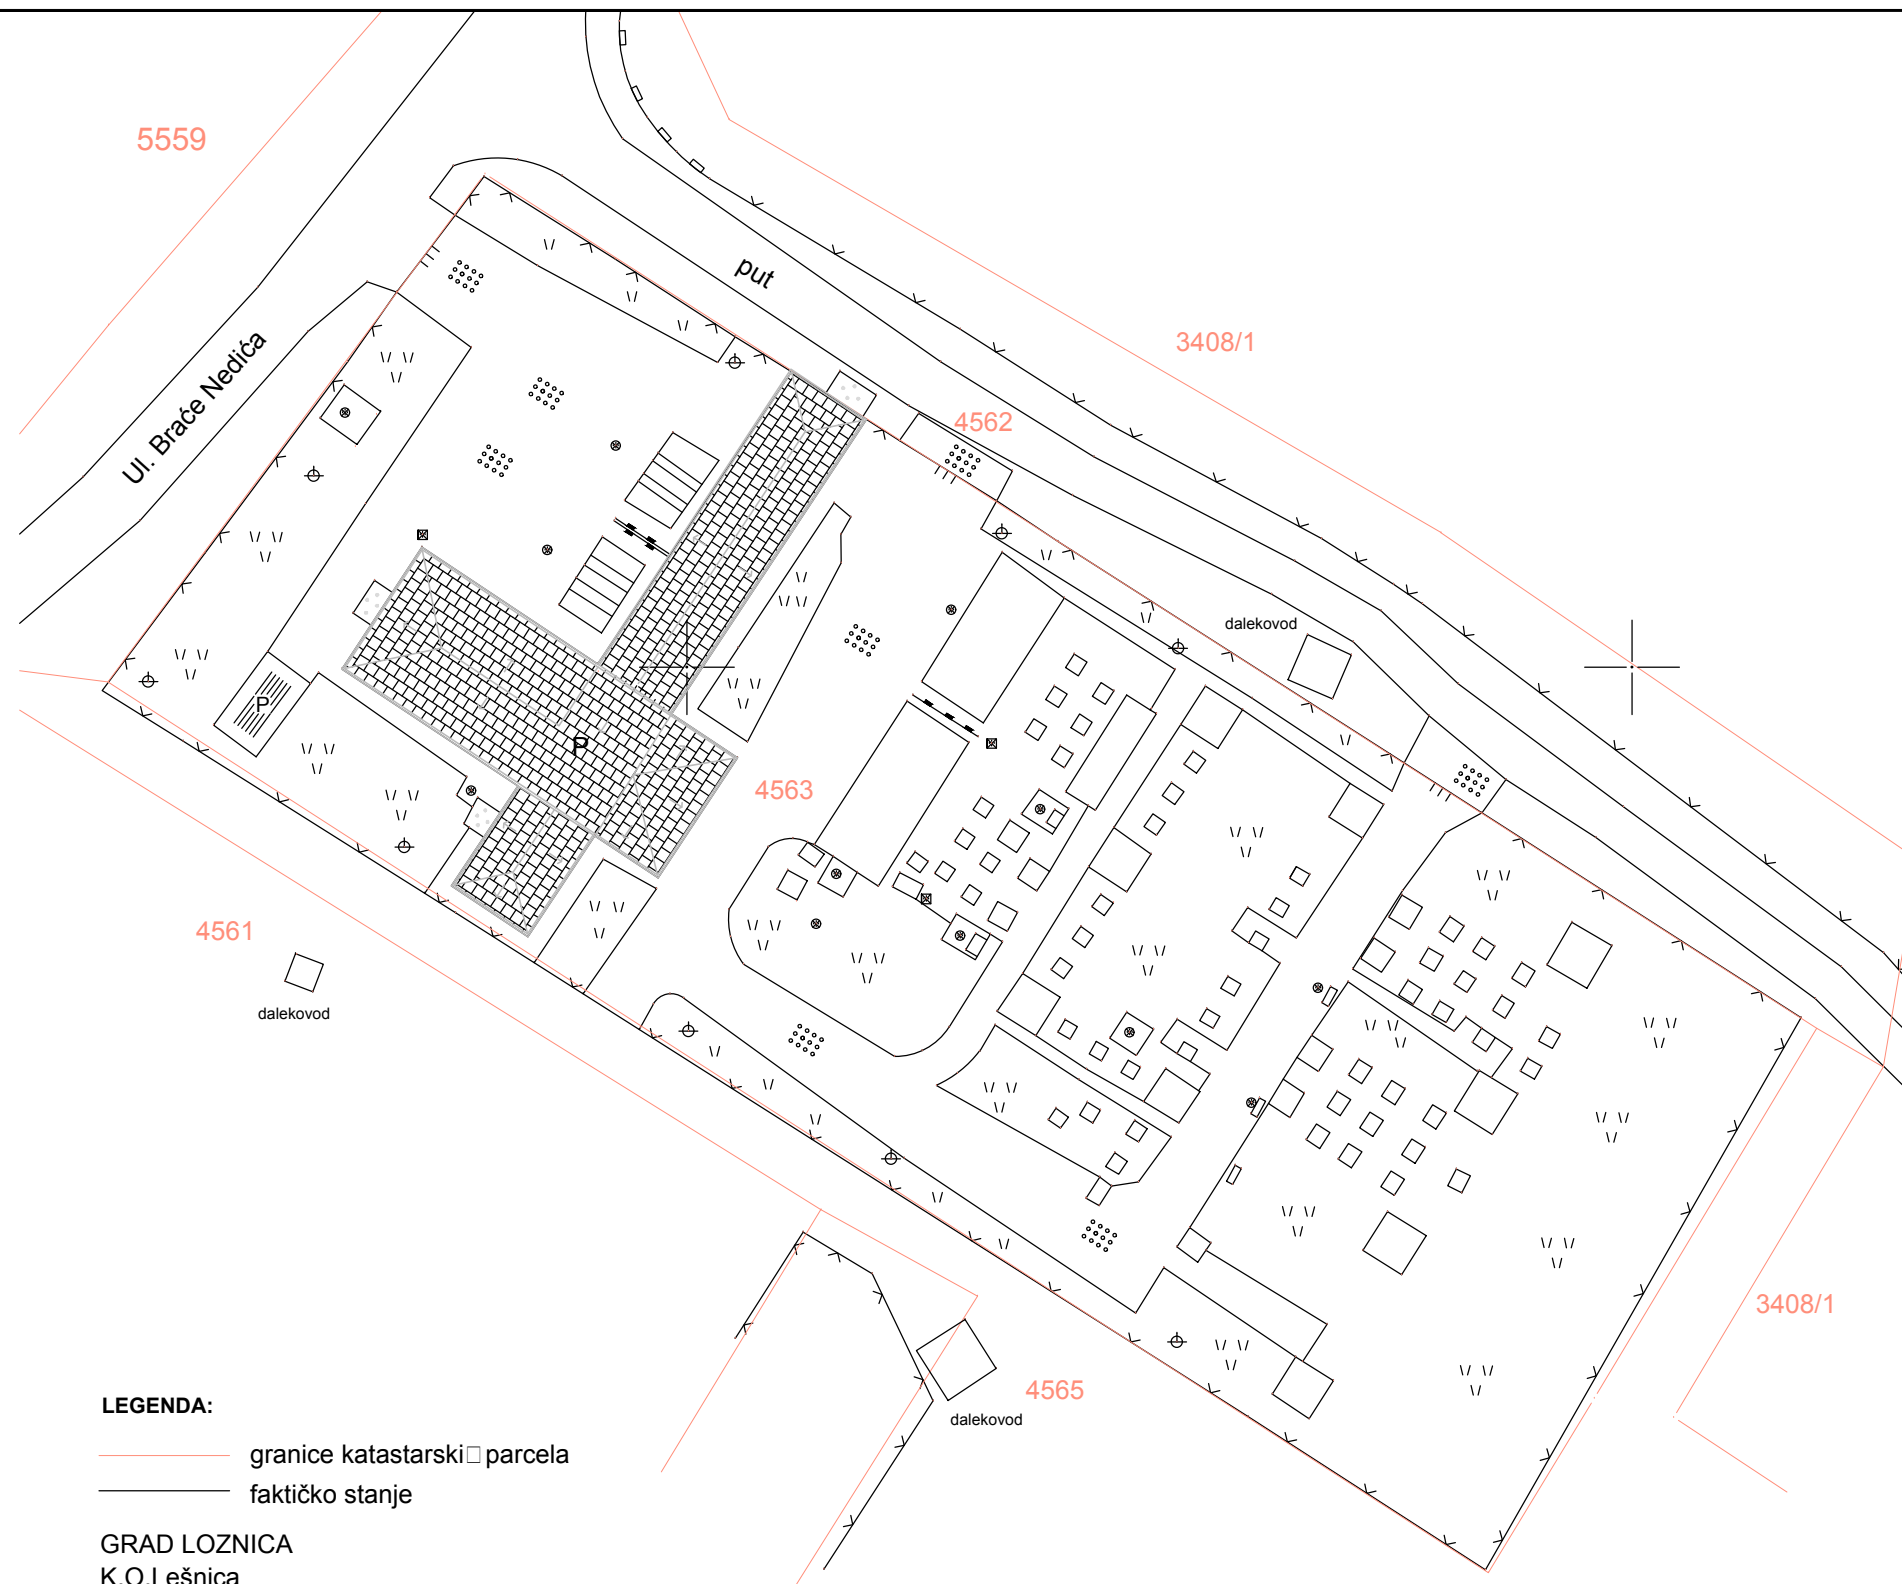 5559
put
3408/1
Ul. Braće Nedića
4562
dalekovod
P
P
4563
4561
dalekovod
3408/1
4565
dalekovod
LEGENDA:
granice katastarski□ parcela
faktičko stanje
GRAD LOZNICA
K.O.Lešnica